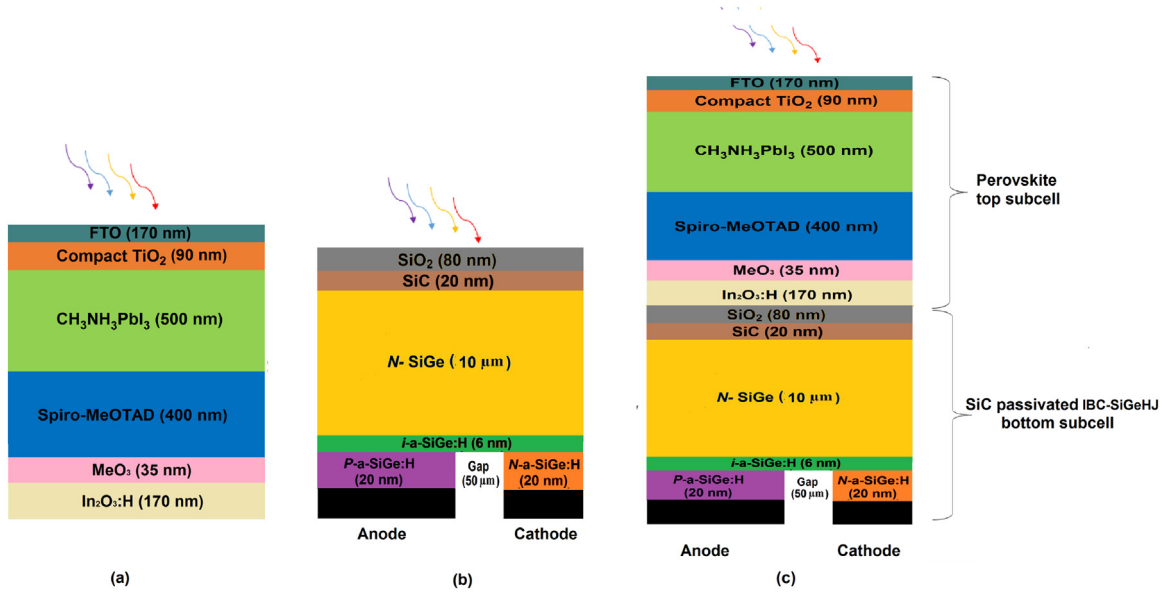 FTO (170 nm)
Compact TiO₂ (90 nm)
CH₃NH₃PbI₃ (500 nm)
Spiro-MeOTAD (400 nm)
MeO₃ (35 nm)
In₂O₃:H (170 nm)
(a)
SiO₂ (80 nm)
SiC (20 nm)
N- SiGe ( 10 µm)
i-a-SiGe:H (6 nm)
P-a-SiGe:H
(20 nm)
Gap
(50 µm)
N-a-SiGe:H
(20 nm)
Anode
Cathode
(b)
FTO (170 nm)
Compact TiO₂ (90 nm)
CH₃NH₃PbI₃ (500 nm)
Spiro-MeOTAD (400 nm)
MeO₃ (35 nm)
In₂O₃:H (170 nm)
SiO₂ (80 nm)
SiC (20 nm)
N- SiGe ( 10 µm)
i-a-SiGe:H (6 nm)
P-a-SiGe:H
(20 nm)
Gap
(50 µm)
N-a-SiGe:H
(20 nm)
Anode
Cathode
(c)
Perovskite
top subcell
SiC passivated IBC-SiGeHJ
bottom subcell